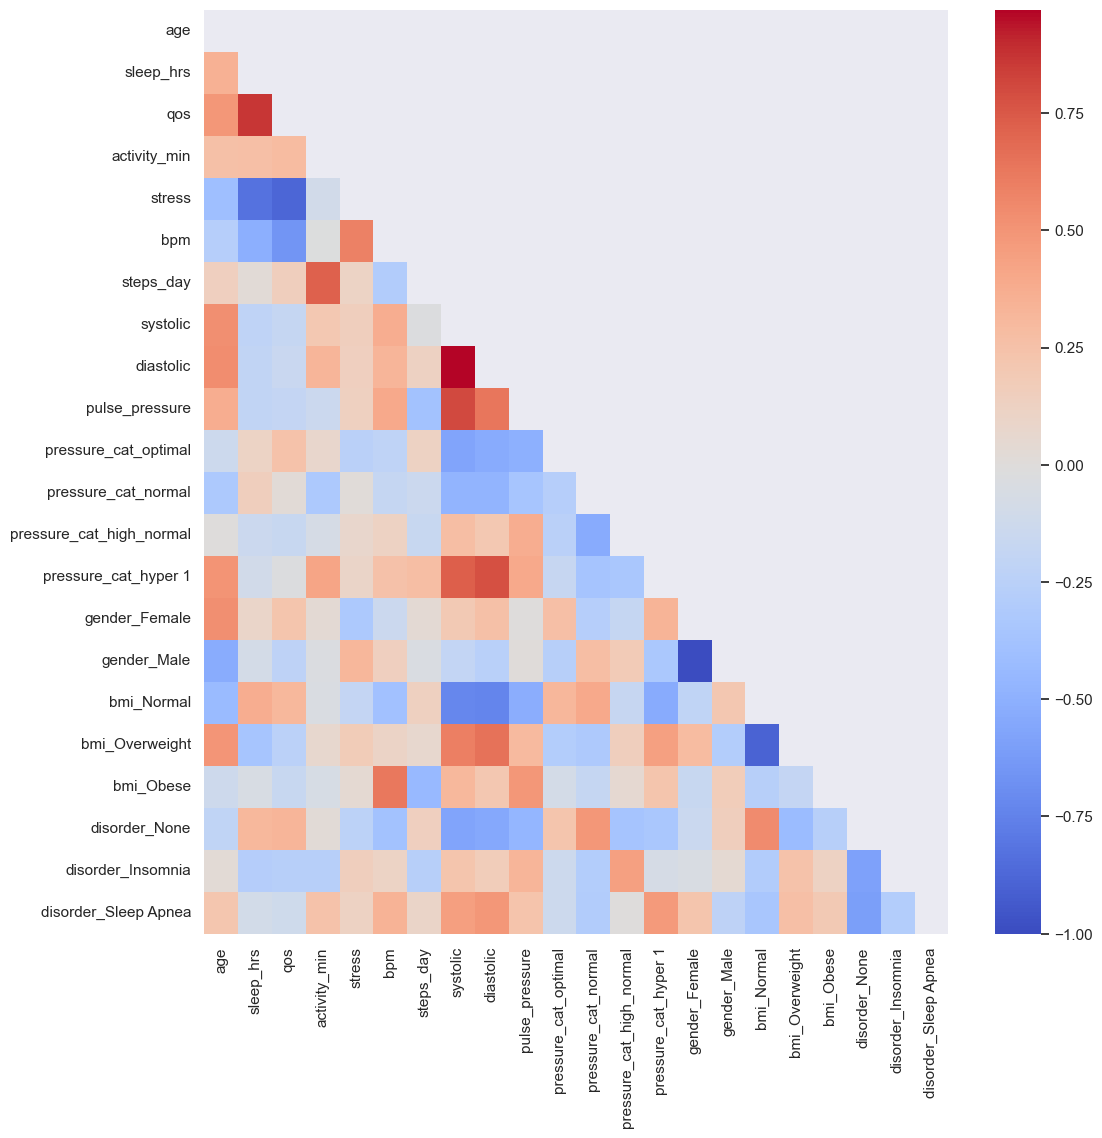 age
sleep_hrs
qos
activity_min
stress
bpm
steps_day
systolic
diastolic
pulse_pressure
pressure_cat_optimal
pressure_cat_normal
pressure_cat_high_normal
pressure_cat_hyper 1
gender_Female
gender_Male
bmi_Normal
bmi_Overweight
bmi_Obese
disorder_None
disorder_Insomnia
disorder_Sleep Apnea
age
sleep_hrs
qos
activity_min
stress
bpm
steps_day
systolic
diastolic
pulse_pressure
pressure_cat_optimal
pressure_cat_normal
pressure_cat_high_normal
pressure_cat_hyper 1
gender_Female
gender_Male
bmi_Normal
bmi_Overweight
bmi_Obese
disorder_None
disorder_Insomnia
disorder_Sleep Apnea
0.75
0.50
0.25
0.00
−0.25
−0.50
−0.75
−1.00